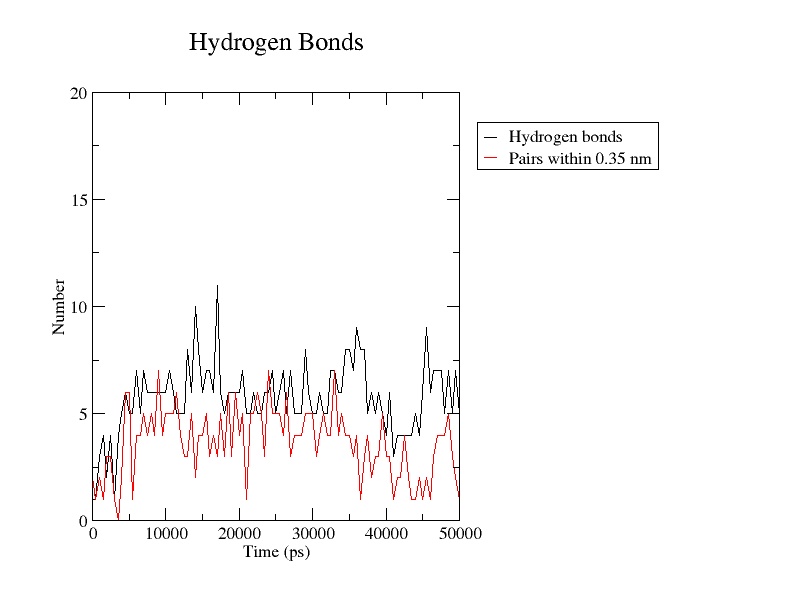 Hydrogen Bonds
20
15
10
5
0
Number
0 10000 20000 30000 40000 50000
Time (ps)
Hydrogen bonds
Pairs within 0.35 nm